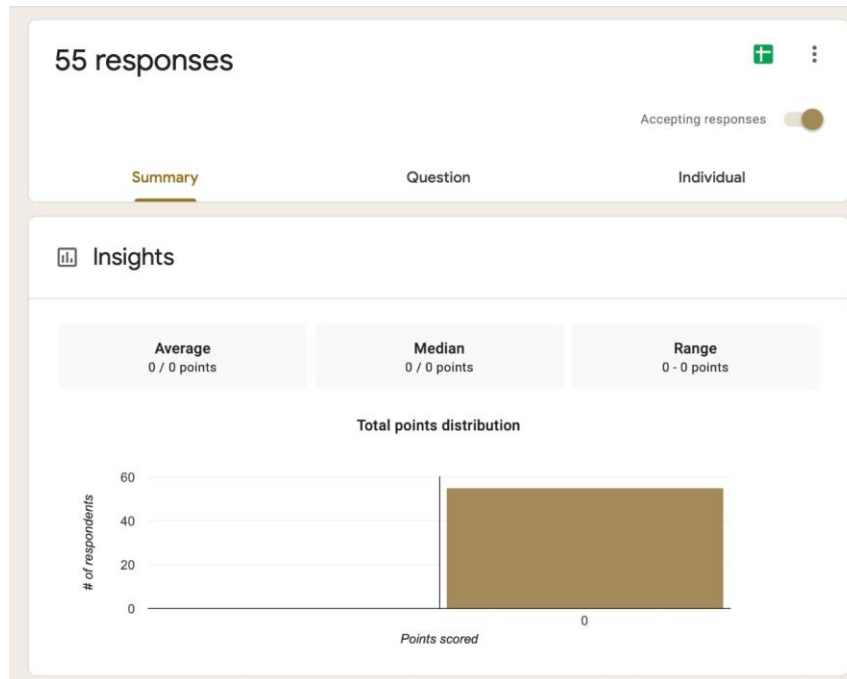 55 responses
Accepting responses
Summary Question Individual
Insights
Average Median Range
0 / 0 points 0 / 0 points 0 - 0 points
Total points distribution
60
40
20
0
# of respondents
0
Points scored